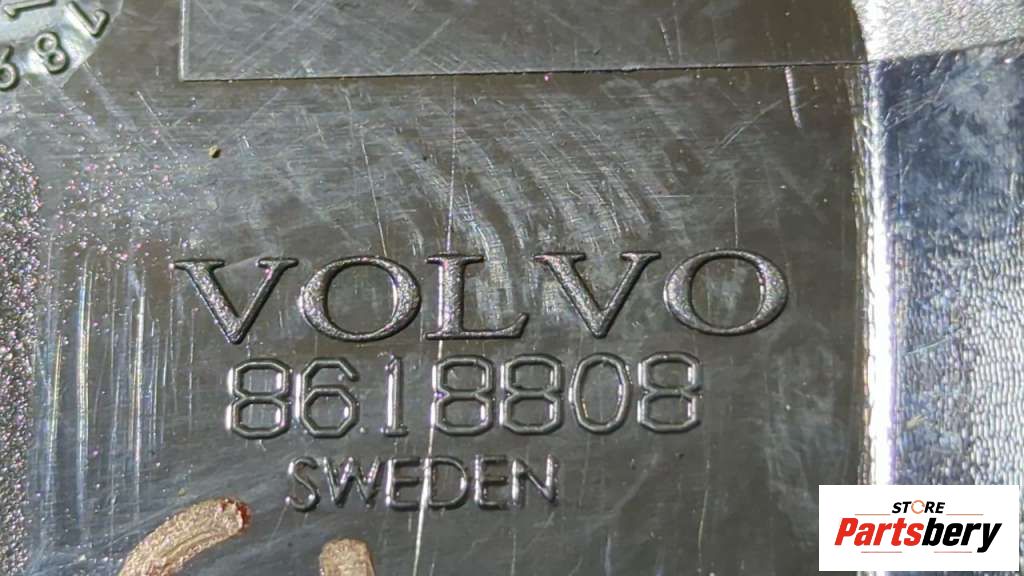 VOLVO
8618808
SWEDEN
STORE
Partsbery